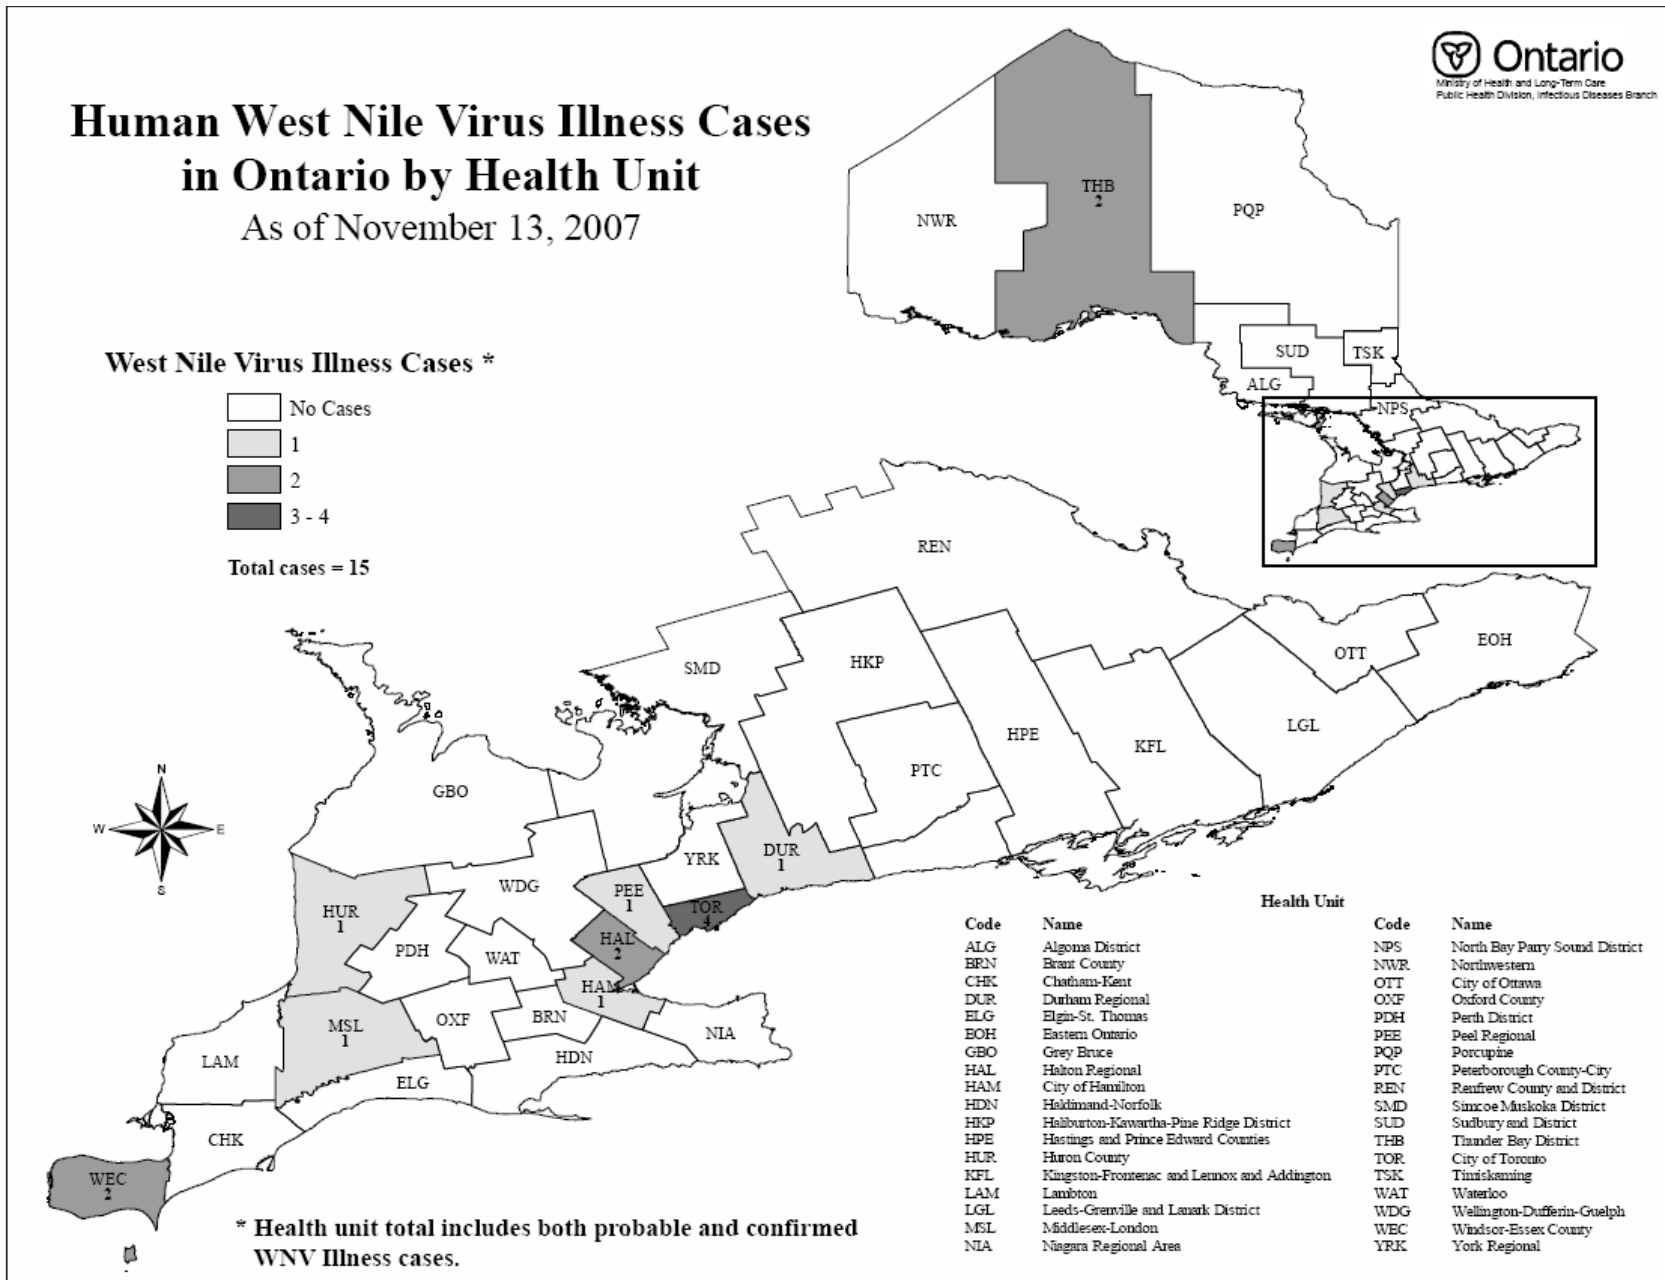 Ontario
Ministry of Health and Long-Term Care
Public Health Division, Infectious Diseases Branch
Human West Nile Virus Illness Cases
in Ontario by Health Unit
As of November 13, 2007
THB
2
NWR
PQP
SUD
TSK
ALG
NPS
West Nile Virus Illness Cases *
No Cases
1
2
3 - 4
Total cases = 15
REN
SMD
HKP
OTT
EOH
LGL
HPE
KFL
PTC
GBO
N
W
E
S
YRK
DUR
1
WDG
PEE
1
TOR
4
HUR
1
HAL
2
PDH
WAT
HAM
1
MSL
1
OXF
BRN
NIA
HDN
LAM
ELG
CHK
WEC
2
* Health unit total includes both probable and confirmed
WNV Illness cases.
Health Unit
Code Name Code Name
ALG Algoma District NPS North Bay Parry Sound District
BRN Brant County NWR Northwestern
CHK Chatham-Kent OTT City of Ottawa
DUR Durham Regional OXF Oxford County
ELG Elgin-St. Thomas PDH Perth District
EOH Eastern Ontario PEE Peel Regional
GBO Grey Bruce PQP Porcupine
HAL Halton Regional PTC Peterborough County-City
HAM City of Hamilton REN Renfrew County and District
HDN Haldimand-Norfolk SMD Simcoe Muskoka District
HKP Haliburton-Kawartha-Pine Ridge District SUD Sudbury and District
HPE Hastings and Prince Edward Counties THB Thunder Bay District
HUR Huron County TOR City of Toronto
KFL Kingston-Frontenac and Lennox and Addington TSK Timiskaming
LAM Lambton WAT Waterloo
LGL Leeds-Grenville and Lanark District WDG Wellington-Dufferin-Guelph
MSL Middlesex-London WEC Windsor-Essex County
NIA Niagara Regional Area YRK York Regional